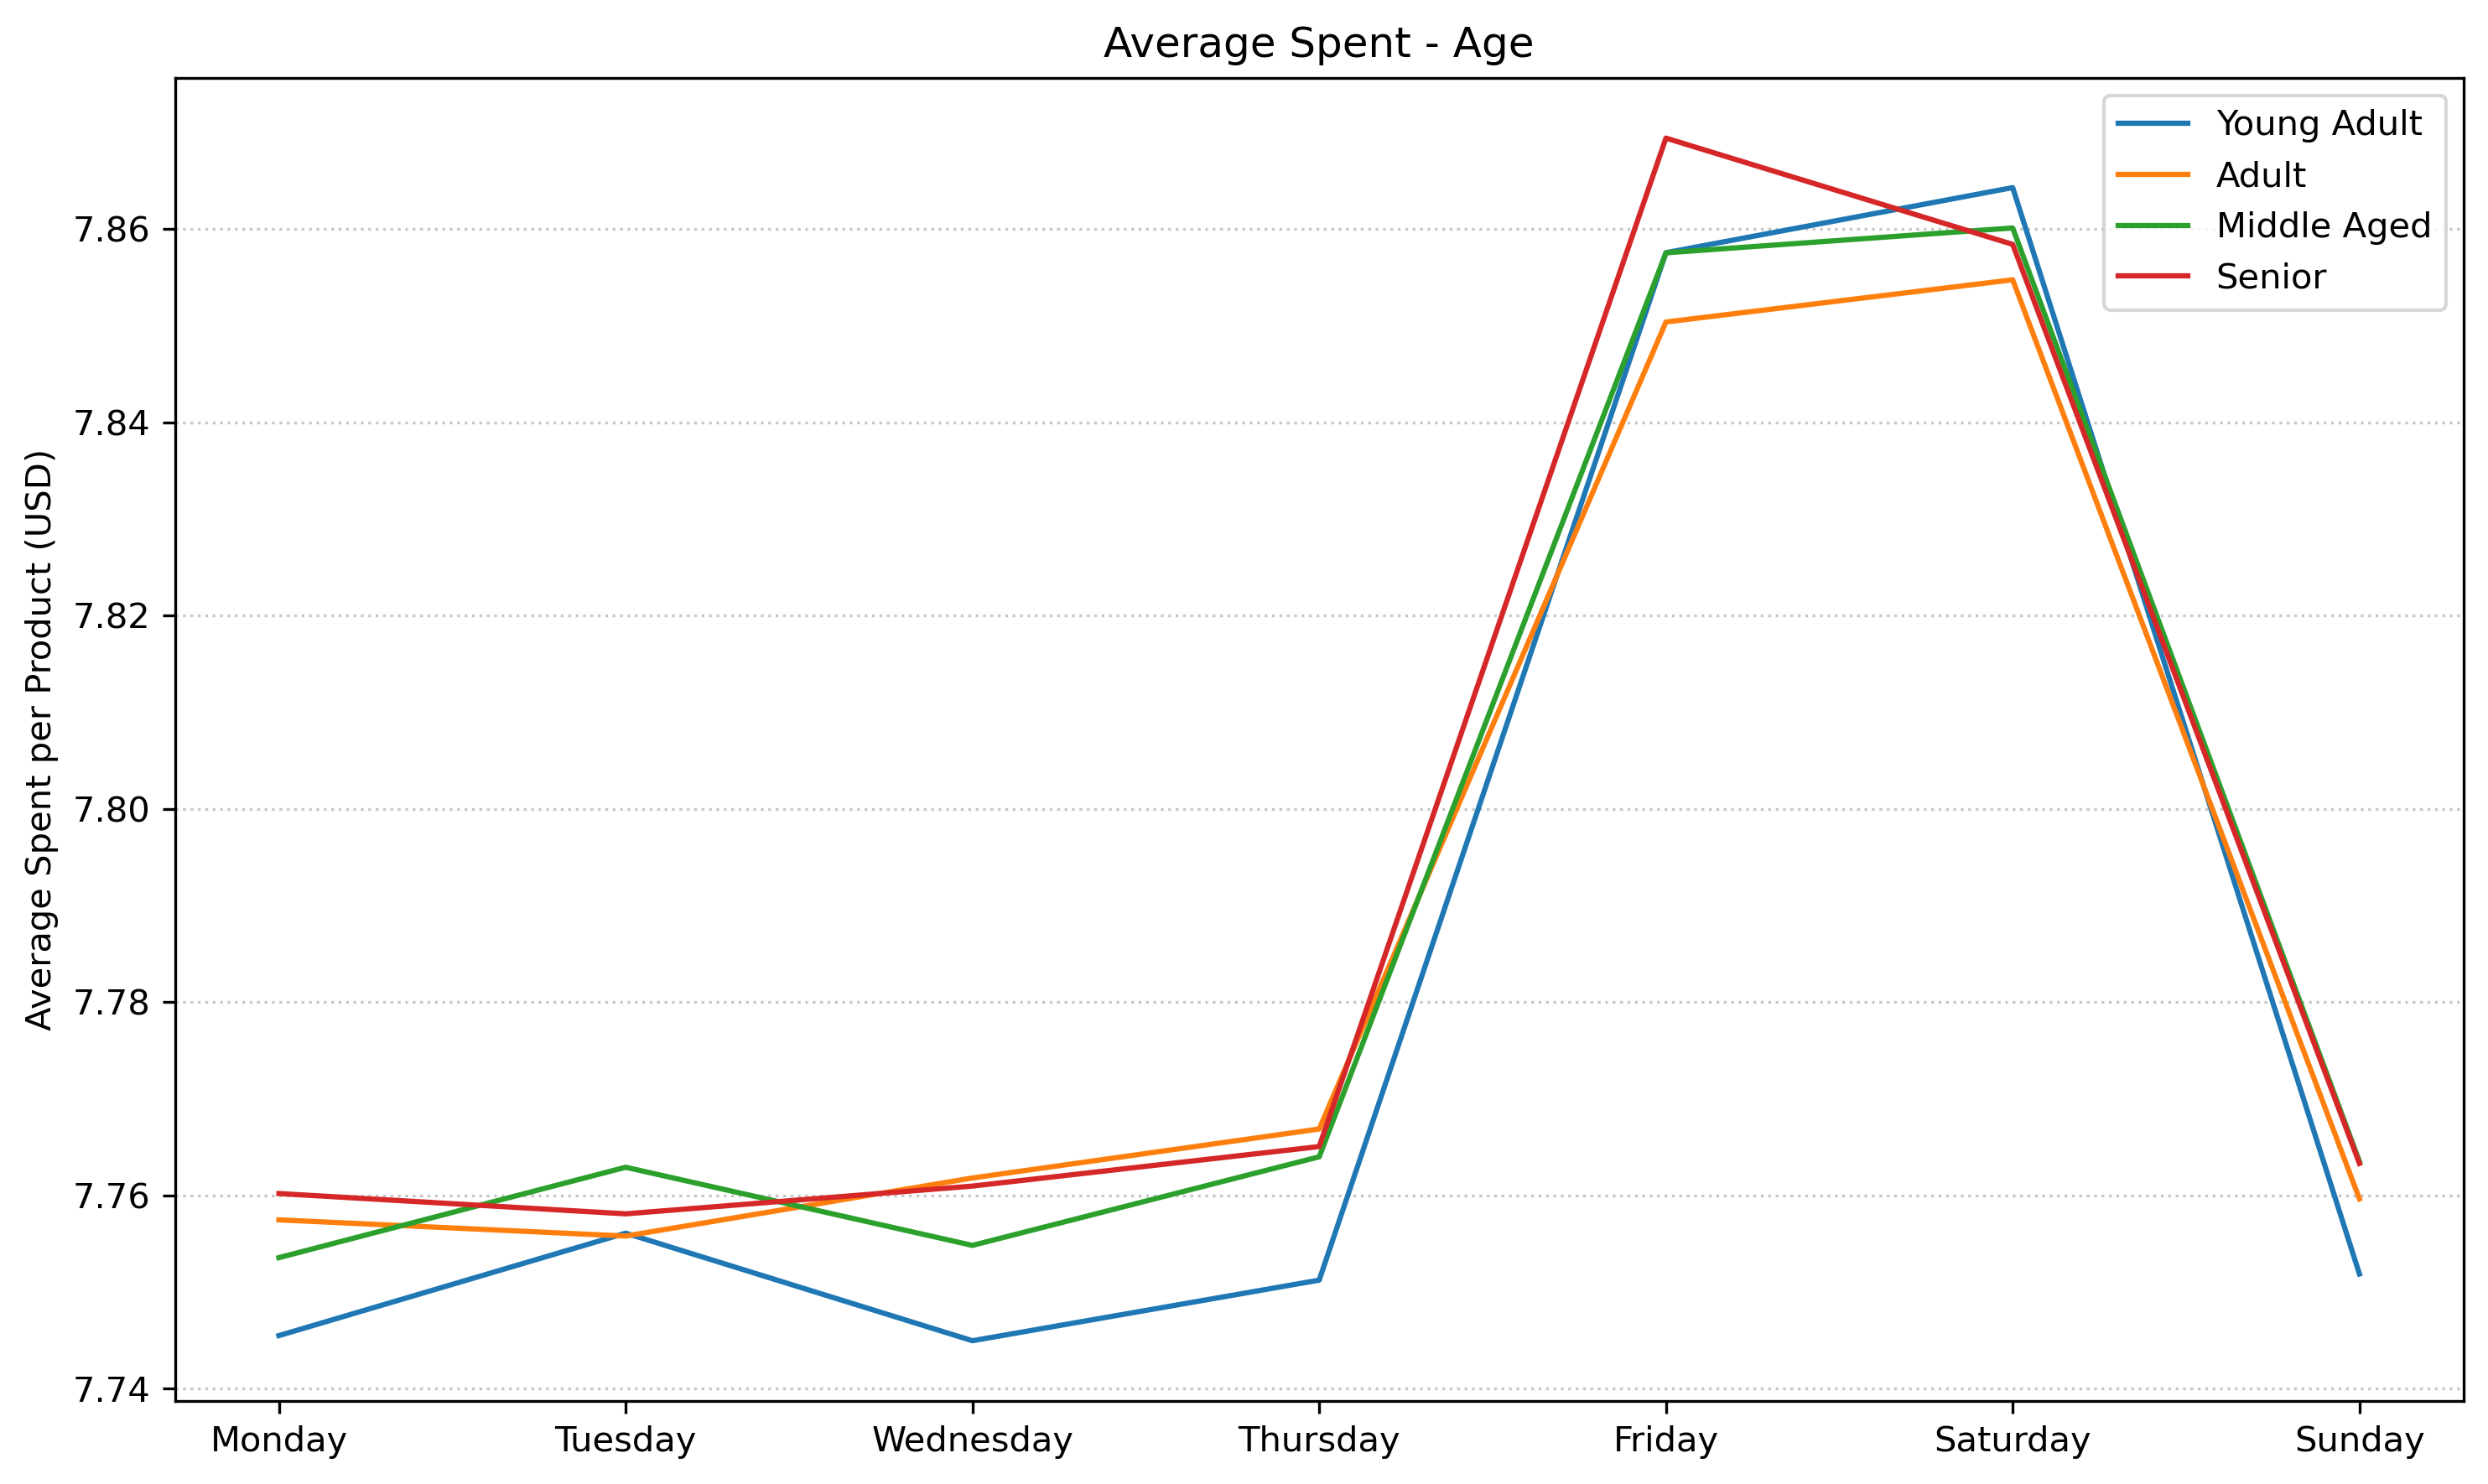 Average Spent - Age
Average Spent per Product (USD)
7.86
7.84
7.82
7.80
7.78
7.76
7.74
Young Adult
Adult
Middle Aged
Senior
Monday Tuesday Wednesday Thursday Friday Saturday Sunday